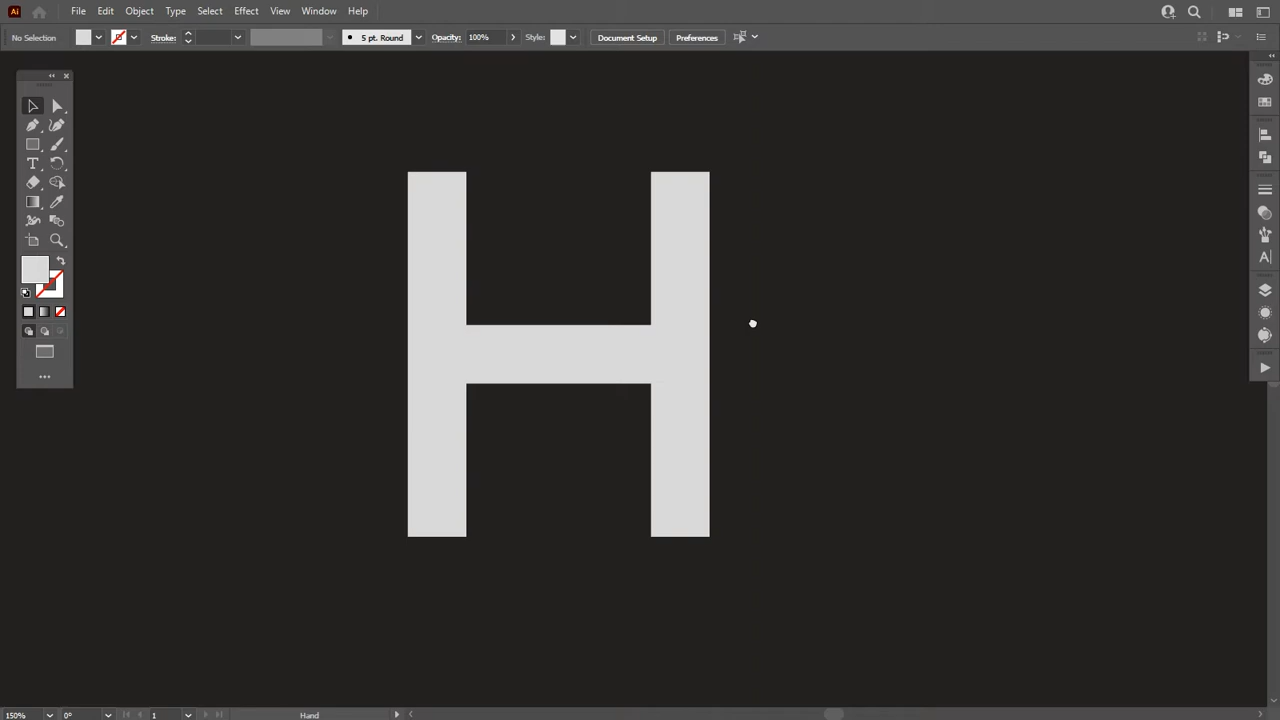 Ai File Edit Object Type Select Effect View Window Help
No Selection Stroke: 5 pt. Round Opacity: 100% Style: Document Setup Preferences
H
150% 0° 1 Hand